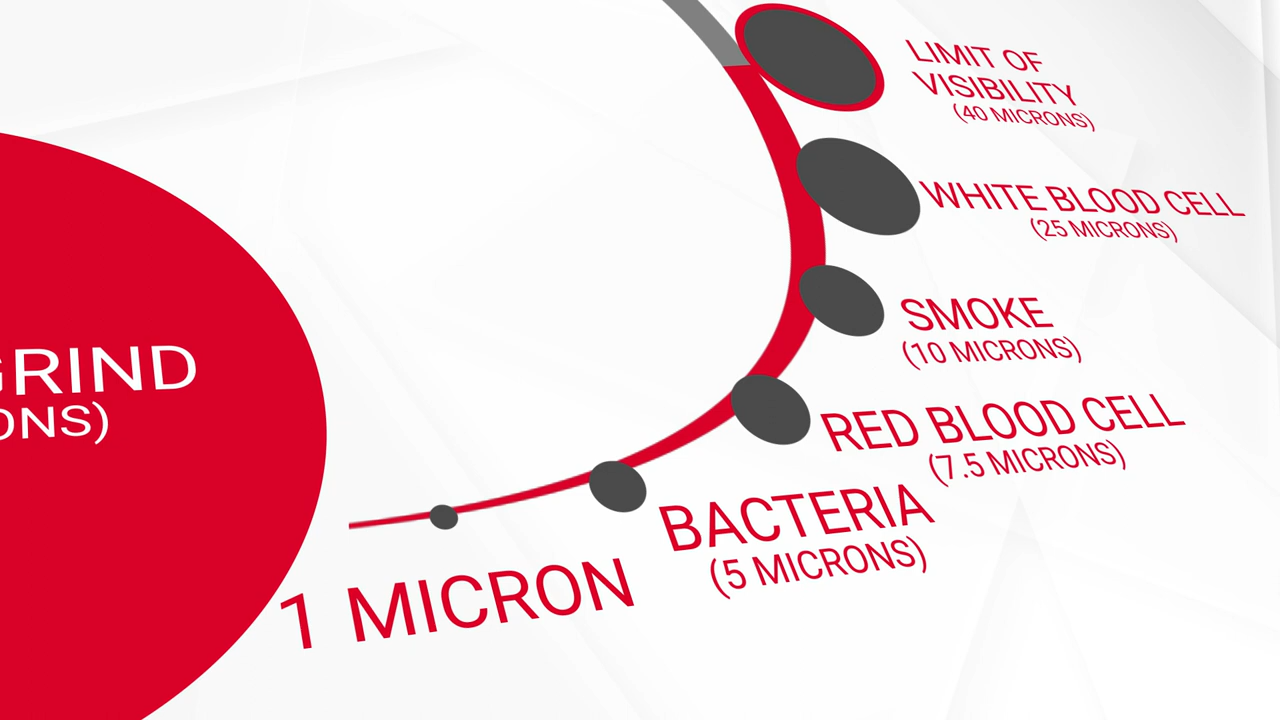 GRIND
LIMIT OF
VISIBILITY
(40 MICRONS)
WHITE BLOOD CELL
(25 MICRONS)
SMOKE
(10 MICRONS)
RED BLOOD CELL
(7.5 MICRONS)
BACTERIA
(5 MICRONS)
1 MICRON